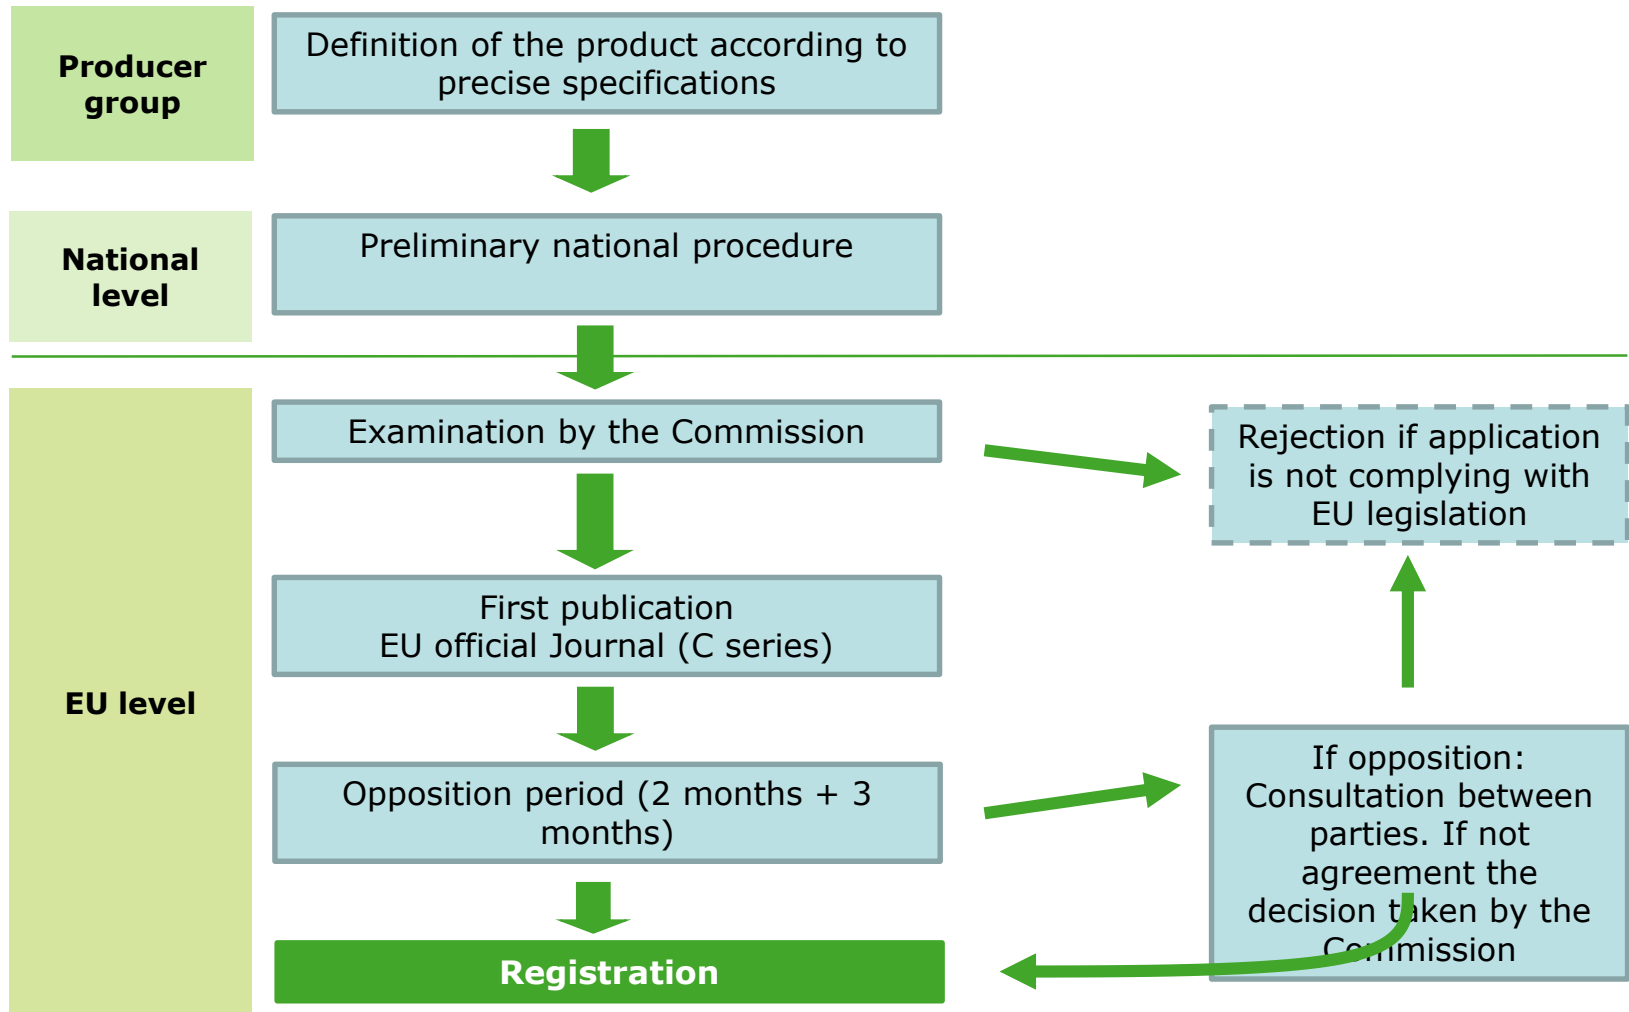 Producer
group
Definition of the product according to
precise specifications
National
level
Preliminary national procedure
EU level
Examination by the Commission
Rejection if application
is not complying with
EU legislation
First publication
EU official Journal (C series)
Opposition period (2 months + 3
months)
If opposition:
Consultation between
parties. If not
agreement the
decision taken by the
Commission
Registration